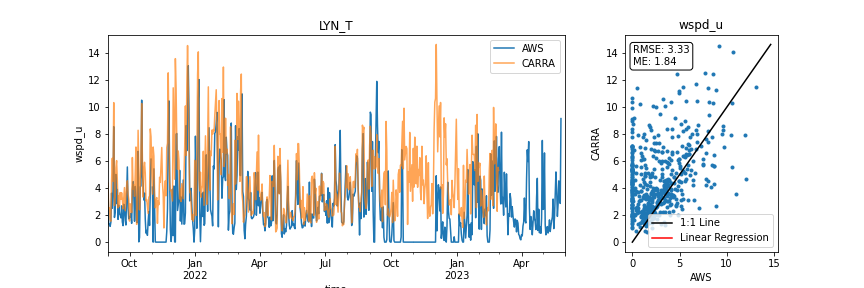 LYN_T
wspd_u
14
12
10
8
6
4
2
0
wspd_u
AWS
CARRA
Oct
Jan
2022
Apr
Jul
Oct
Jan
2023
Apr
time
wspd_u
RMSE: 3.33
ME: 1.84
14
12
10
8
6
4
2
0
CARRA
1:1 Line
Linear Regression
0
5
10
15
AWS